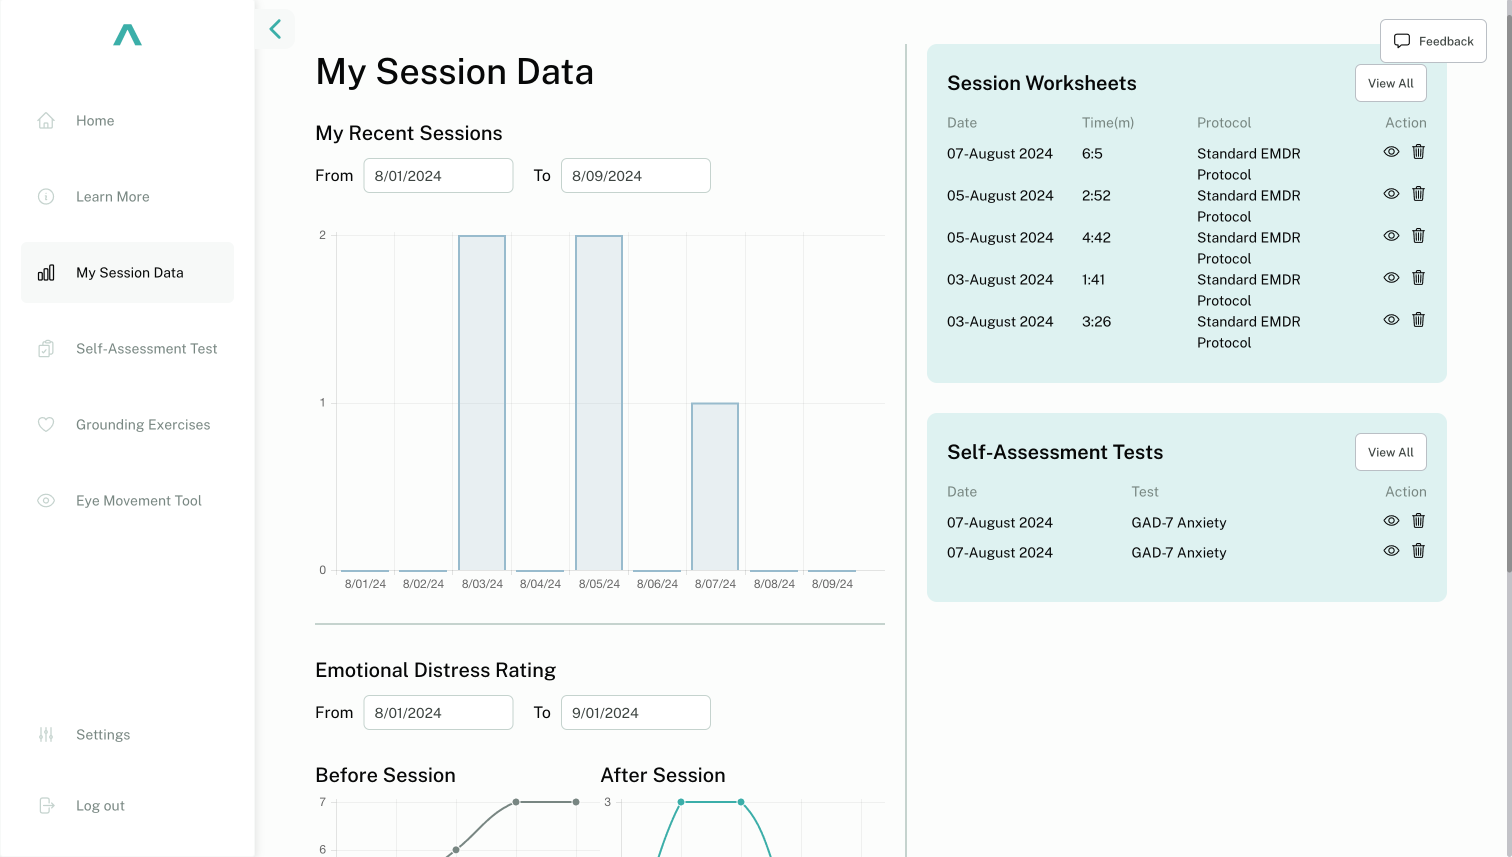 Home
Learn More
My Session Data
Self-Assessment Test
Grounding Exercises
Eye Movement Tool
Settings
Log out
My Session Data
My Recent Sessions
From 8/01/2024 To 8/09/2024
2
1
0
8/01/24 8/02/24 8/03/24 8/04/24 8/05/24 8/06/24 8/07/24 8/08/24 8/09/24
Emotional Distress Rating
From 8/01/2024 To 9/01/2024
Before Session
7
6
After Session
3
Feedback
Session Worksheets
View All
Date Time(m) Protocol Action
07-August 2024 6:5 Standard EMDR
Protocol
05-August 2024 2:52 Standard EMDR
Protocol
05-August 2024 4:42 Standard EMDR
Protocol
03-August 2024 1:41 Standard EMDR
Protocol
03-August 2024 3:26 Standard EMDR
Protocol
Self-Assessment Tests
View All
Date Test Action
07-August 2024 GAD-7 Anxiety
07-August 2024 GAD-7 Anxiety